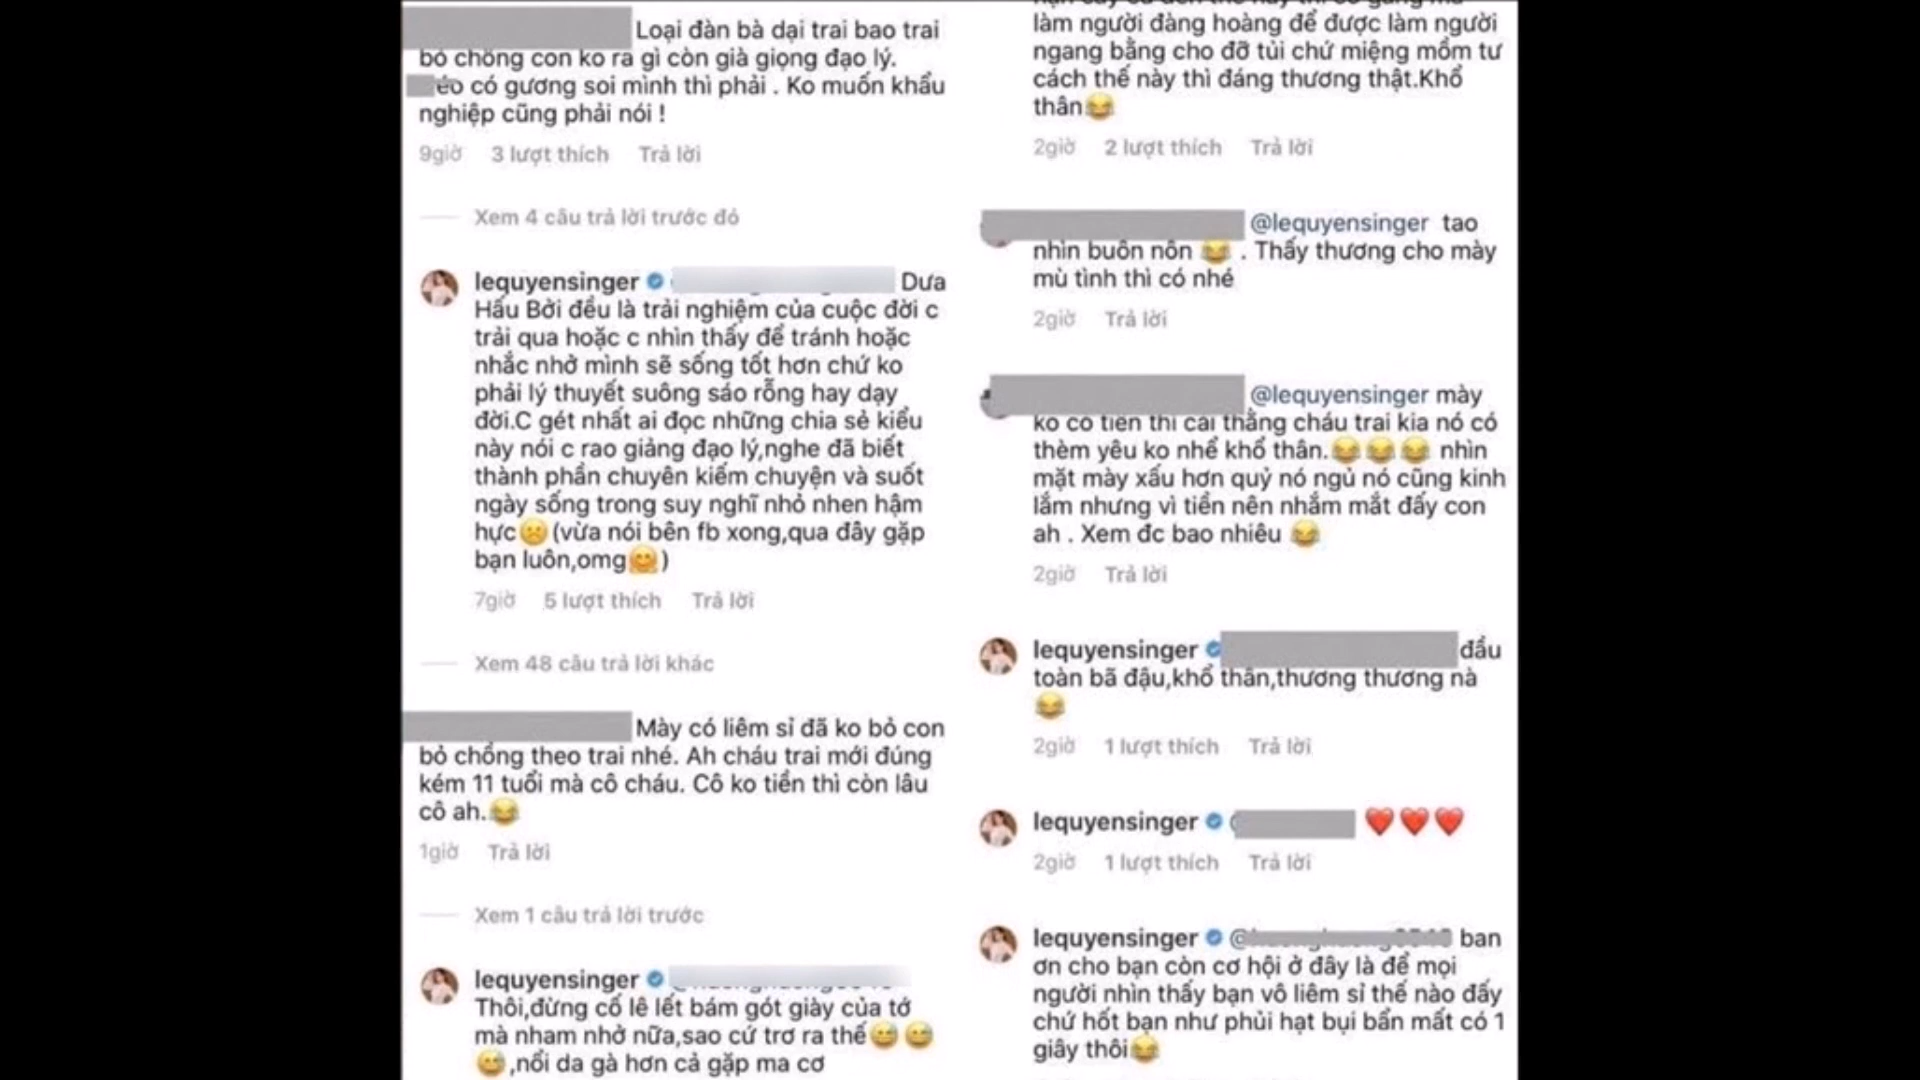 Loại đàn bà dại trai bao trai
bỏ chồng con ko ra gì còn già giọng đạo lý.
có gương soi mình thì phải . Ko muốn khẩu
nghiệp cũng phải nói !
9giờ 3 lượt thích Trả lời
Xem 4 câu trả lời trước đó
lequyensinger Dưa
Hấu Bởi đều là trải nghiệm của cuộc đời c
trải qua hoặc c nhìn thấy để tránh hoặc
nhắc nhở mình sẽ sống tốt hơn chứ ko
phải lý thuyết suông sáo rỗng hay dạy
đời.C gét nhất ai đọc những chia sẻ kiểu
này nói c rao giảng đạo lý,nghe đã biết
thành phần chuyên kiếm chuyện và suốt
ngày sống trong suy nghĩ nhỏ nhen hậm
hực☹️(vừa nói bên fb xong,qua đây gặp
bạn luôn,omg🤗)
7giờ 5 lượt thích Trả lời
Xem 48 câu trả lời khác
Mày có liêm sỉ đã ko bỏ con
bỏ chồng theo trai nhé. Ah cháu trai mới đúng
kém 11 tuổi mà cô cháu. Cô ko tiền thì còn lâu
cô ah.😂
1giờ Trả lời
Xem 1 câu trả lời trước
lequyensinger
Thôi,đừng cố lê lết bám gót giày của tớ
mà nham nhở nữa,sao cứ trơ ra thế😅😅
😅,nổi da gà hơn cả gặp ma cơ
làm người đàng hoàng để được làm người
ngang bằng cho đỡ tủi chứ miệng mồm tư
cách thế này thì đáng thương thật.Khổ
thân😂
2giờ 2 lượt thích Trả lời
@lequyensinger tao
nhìn buồn nôn 😂 . Thấy thương cho mày
mù tình thì có nhé
2giờ Trả lời
@lequyensinger mày
ko có tiền thì cái thằng cháu trai kia nó có
thèm yêu ko nhể khổ thân.😂😂😂 nhìn
mặt mày xấu hơn quỷ nó ngủ nó cũng kinh
lắm nhưng vì tiền nên nhắm mắt đấy con
ah . Xem đc bao nhiêu 😂
2giờ Trả lời
lequyensinger đầu
toàn bã đậu,khổ thân,thương thương nà
😂
2giờ 1 lượt thích Trả lời
lequyensinger ❤️❤️❤️
2giờ 1 lượt thích Trả lời
lequyensinger @ ban
ơn cho bạn còn cơ hội ở đây là để mọi
người nhìn thấy bạn vô liêm sỉ thế nào đấy
chứ hốt bạn như phủi hạt bụi bẩn mất có 1
giây thôi😂